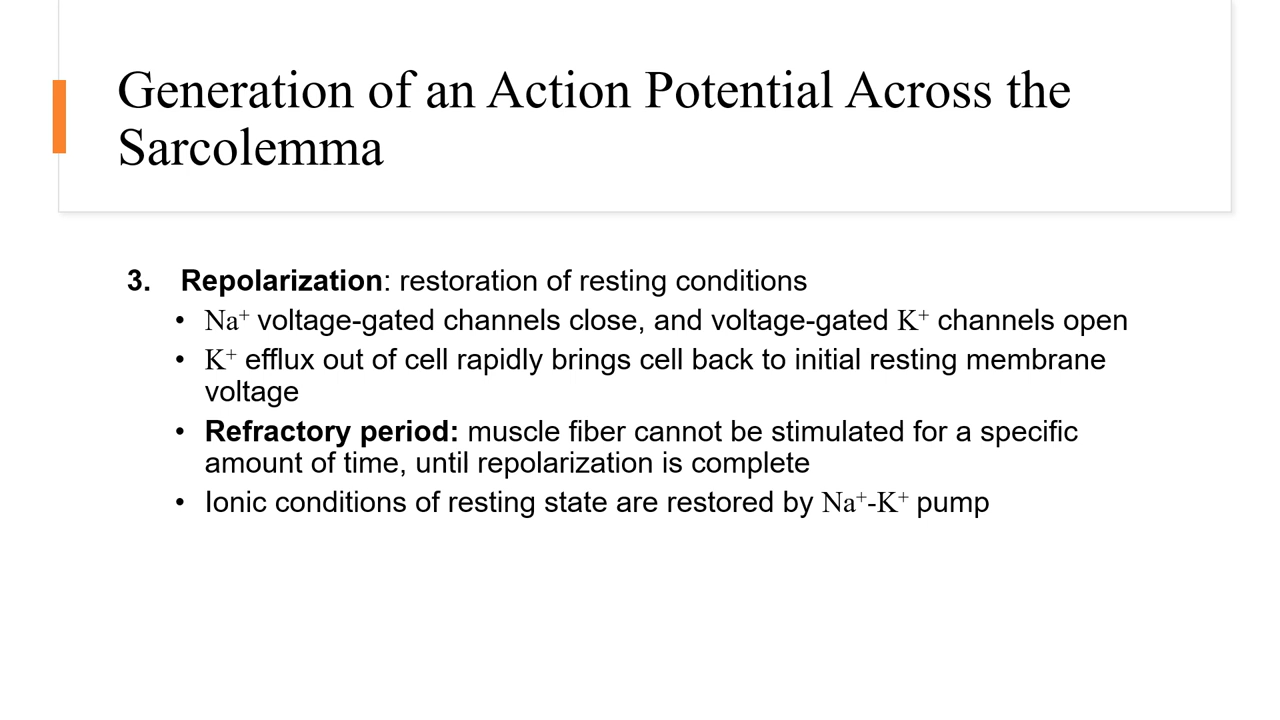 Generation of an Action Potential Across the
Sarcolemma
3. Repolarization: restoration of resting conditions
• Na⁺ voltage-gated channels close, and voltage-gated K⁺ channels open
• K⁺ efflux out of cell rapidly brings cell back to initial resting membrane
voltage
• Refractory period: muscle fiber cannot be stimulated for a specific
amount of time, until repolarization is complete
• Ionic conditions of resting state are restored by Na⁺-K⁺ pump